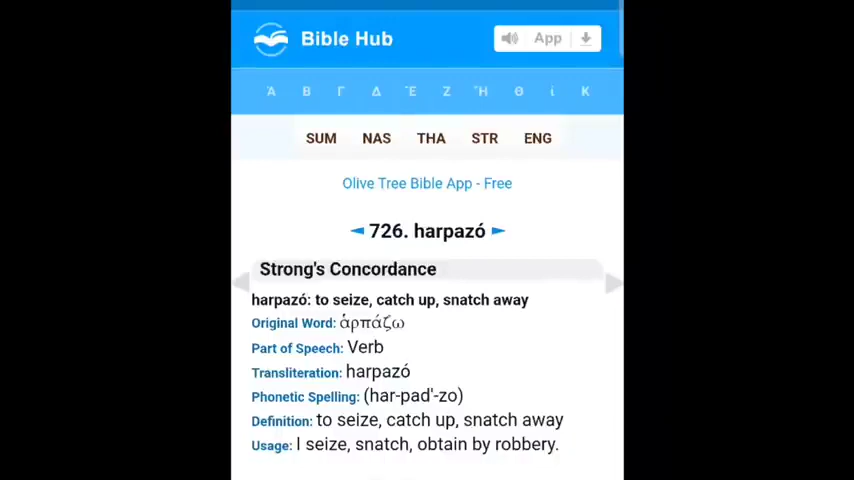 Bible Hub
App
Ἀ Β Γ Δ Ἐ Ζ Ἡ Θ ἰ Κ
SUM NAS THA STR ENG
Olive Tree Bible App - Free
◄ 726. harpazó ►
Strong's Concordance
harpazó: to seize, catch up, snatch away
Original Word: ἁρπάζω
Part of Speech: Verb
Transliteration: harpazó
Phonetic Spelling: (har-pad'-zo)
Definition: to seize, catch up, snatch away
Usage: I seize, snatch, obtain by robbery.